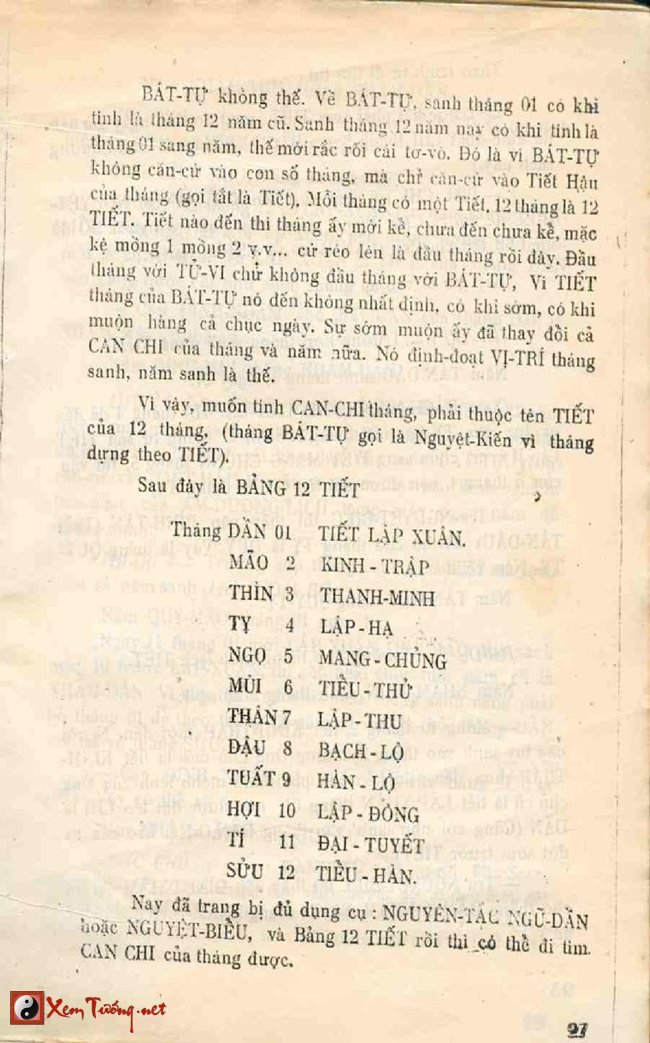 BÁT-TỰ không thế. Về BÁT-TỰ, sanh tháng 01 có khi
tính là tháng 12 năm cũ. Sanh tháng 12 năm nay có khi tính là
tháng 01 sang năm, thế mới rắc rối cái tơ-vò. Đó là vì BÁT-TỰ
không căn-cứ vào con số tháng, mà chỉ căn-cứ vào Tiết Hậu
của tháng (gọi tắt là Tiết). Mỗi tháng có một Tiết, 12 tháng là 12
TIẾT. Tiết nào đến thì tháng ấy mới kể, chưa đến chưa kể, mặc
kệ mồng 1 mồng 2 v.v... cứ réo lên là đầu tháng rồi đây. Đầu
tháng với TỬ-VI chứ không đầu tháng với BÁT-TỰ, Vì TIẾT
tháng của BÁT-TỰ nó đến không nhất định, có khi sớm, có khi
muộn hàng cả chục ngày. Sự sớm muộn ấy đã thay đổi cả
CAN CHI của tháng và năm nữa. Nó định-đoạt VỊ-TRÍ tháng
sanh, năm sanh là thế.
Vì vậy, muốn tính CAN-CHI tháng, phải thuộc tên TIẾT
của 12 tháng, (tháng BÁT-TỰ gọi là Nguyệt-Kiến vì tháng
dựng theo TIẾT).
Sau đây là BẢNG 12 TIẾT
Tháng DẦN 01 TIẾT LẬP XUÂN.
MÃO 2 KINH - TRẬP
THÌN 3 THANH-MINH
TỴ 4 LẬP - HẠ
NGỌ 5 MANG - CHỦNG
MÙI 6 TIỂU - THỬ
THÂN 7 LẬP - THU
DẬU 8 BẠCH - LỘ
TUẤT 9 HÀN - LỘ
HỢI 10 LẬP - ĐÔNG
TÍ 11 ĐẠI - TUYẾT
SỬU 12 TIỂU - HÀN.
Nay đã trang bị đủ dụng cụ : NGUYÊN-TẮC NGŨ-DẦN
hoặc NGUYỆT-BIỂU, và Bảng 12 TIẾT rồi thì có thể đi tìm
CAN CHI của tháng được.
XemTướng.net
97